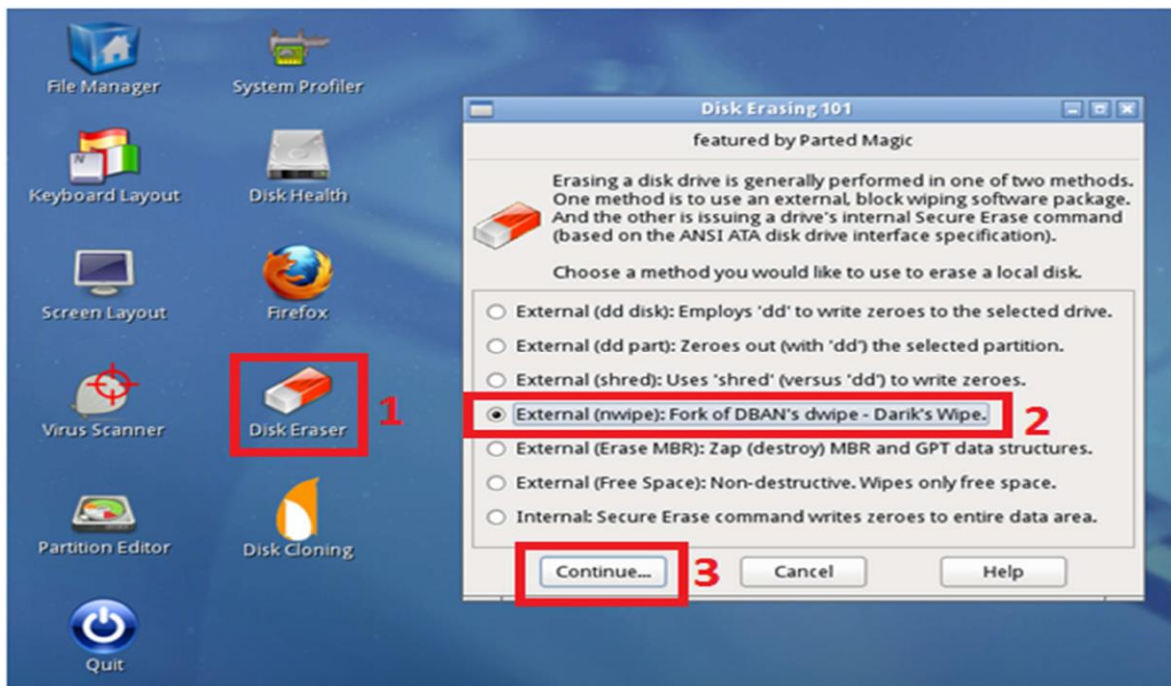 File Manager
System Profiler
Keyboard Layout
N
Disk Health
Screen Layout
Firefox
Virus Scanner
Disk Eraser
1
Partition Editor
Disk Cloning
Quit
Disk Erasing 101
featured by Parted Magic
Erasing a disk drive is generally performed in one of two methods.
One method is to use an external, block wiping software package.
And the other is issuing a drive's internal Secure Erase command
(based on the ANSI ATA disk drive interface specification).
Choose a method you would like to use to erase a local disk.
External (dd disk): Employs 'dd' to write zeroes to the selected drive.
External (dd part): Zeroes out (with 'dd') the selected partition.
External (shred): Uses 'shred' (versus 'dd') to write zeroes.
External (nwipe): Fork of DBAN's dwipe - Darik's Wipe.
2
External (Erase MBR): Zap (destroy) MBR and GPT data structures.
External (Free Space): Non-destructive. Wipes only free space.
Internal: Secure Erase command writes zeroes to entire data area.
Continue...
3
Cancel
Help